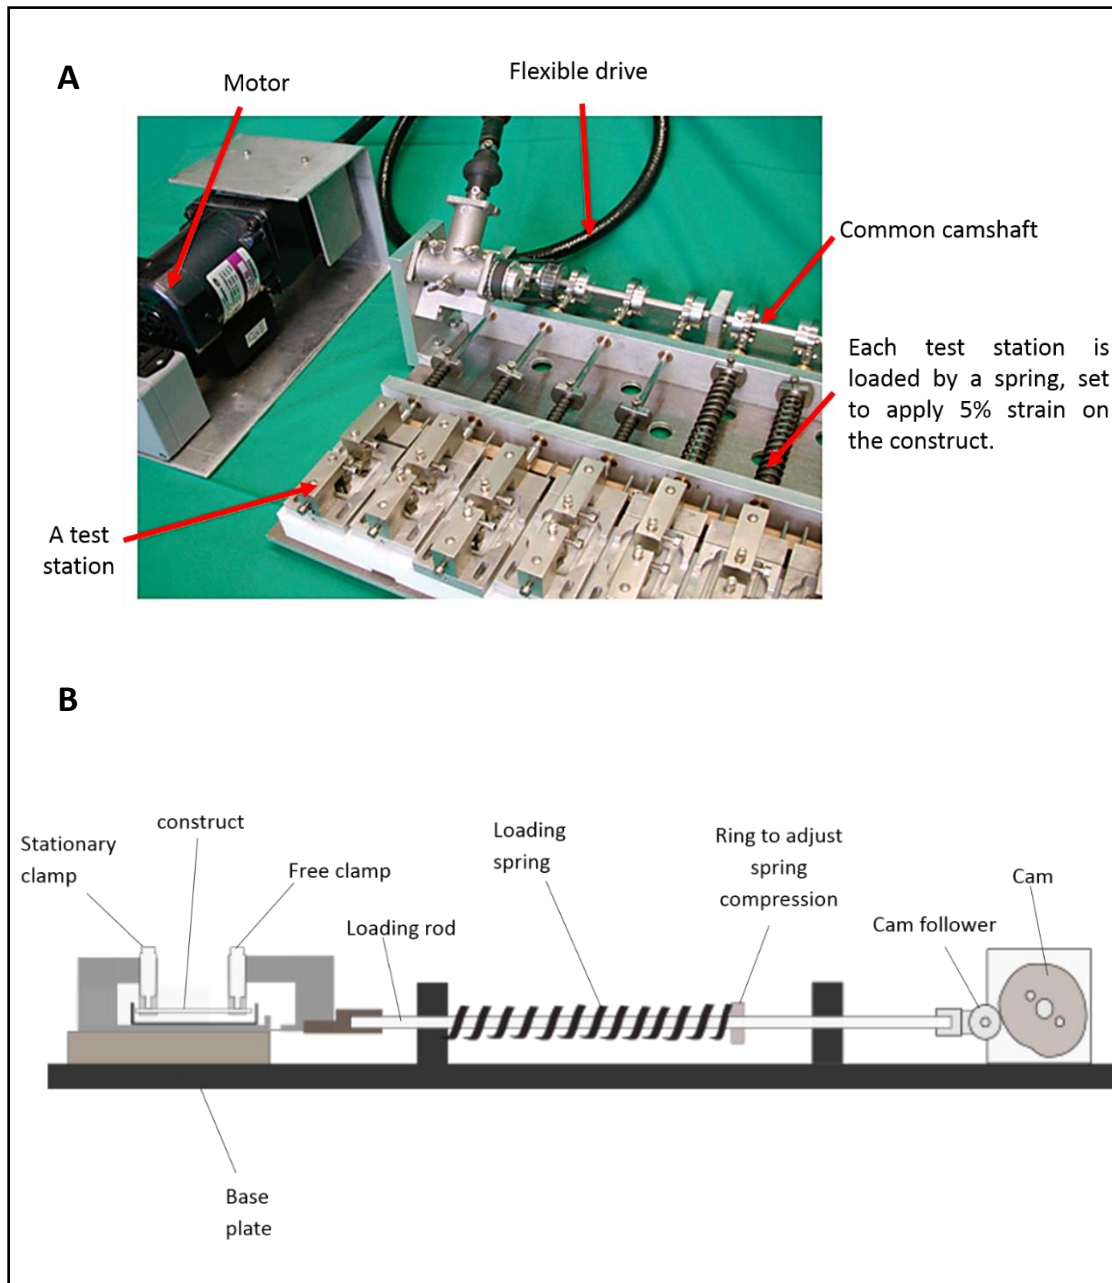 A
Motor
Flexible drive
Common camshaft
Each test station is
loaded by a spring, set
to apply 5% strain on
the construct.
A test
station
B
construct
Stationary
clamp
Free clamp
Loading rod
Loading
spring
Ring to adjust
spring
compression
Cam follower
Cam
Base
plate